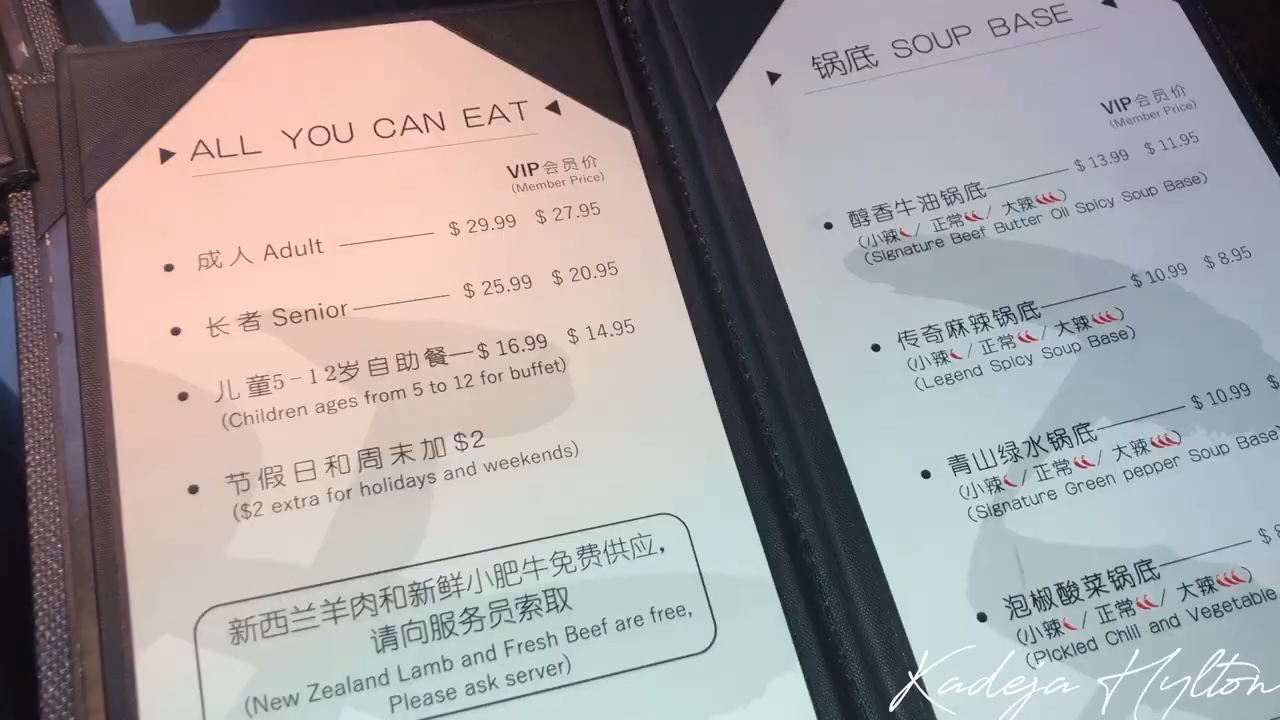 ALL YOU CAN EAT
VIP会员价
(Member Price)
成人 Adult $ 29.99 $ 27.95
长者 Senior $ 25.99 $ 20.95
儿童5-12岁自助餐 $ 16.99 $ 14.95
(Children ages from 5 to 12 for buffet)
节假日和周末加 $2
($2 extra for holidays and weekends)
新西兰羊肉和新鲜小肥牛免费供应,
请向服务员索取
(New Zealand Lamb and Fresh Beef are free,
Please ask server)
锅底 SOUP BASE
VIP会员价
(Member Price)
醇香牛油锅底 $ 13.99 $ 11.95
(小辣/ 正常/ 大辣)
(Signature Beef Butter Oil Spicy Soup Base)
传奇麻辣锅底 $ 10.99 $ 8.95
(小辣/ 正常/ 大辣)
(Legend Spicy Soup Base)
青山绿水锅底 $ 10.99 $
(小辣/ 正常/ 大辣)
(Signature Green pepper Soup Base)
泡椒酸菜锅底 $
(小辣/ 正常/ 大辣)
(Pickled Chill and Vegetable
Kadeja Hylton